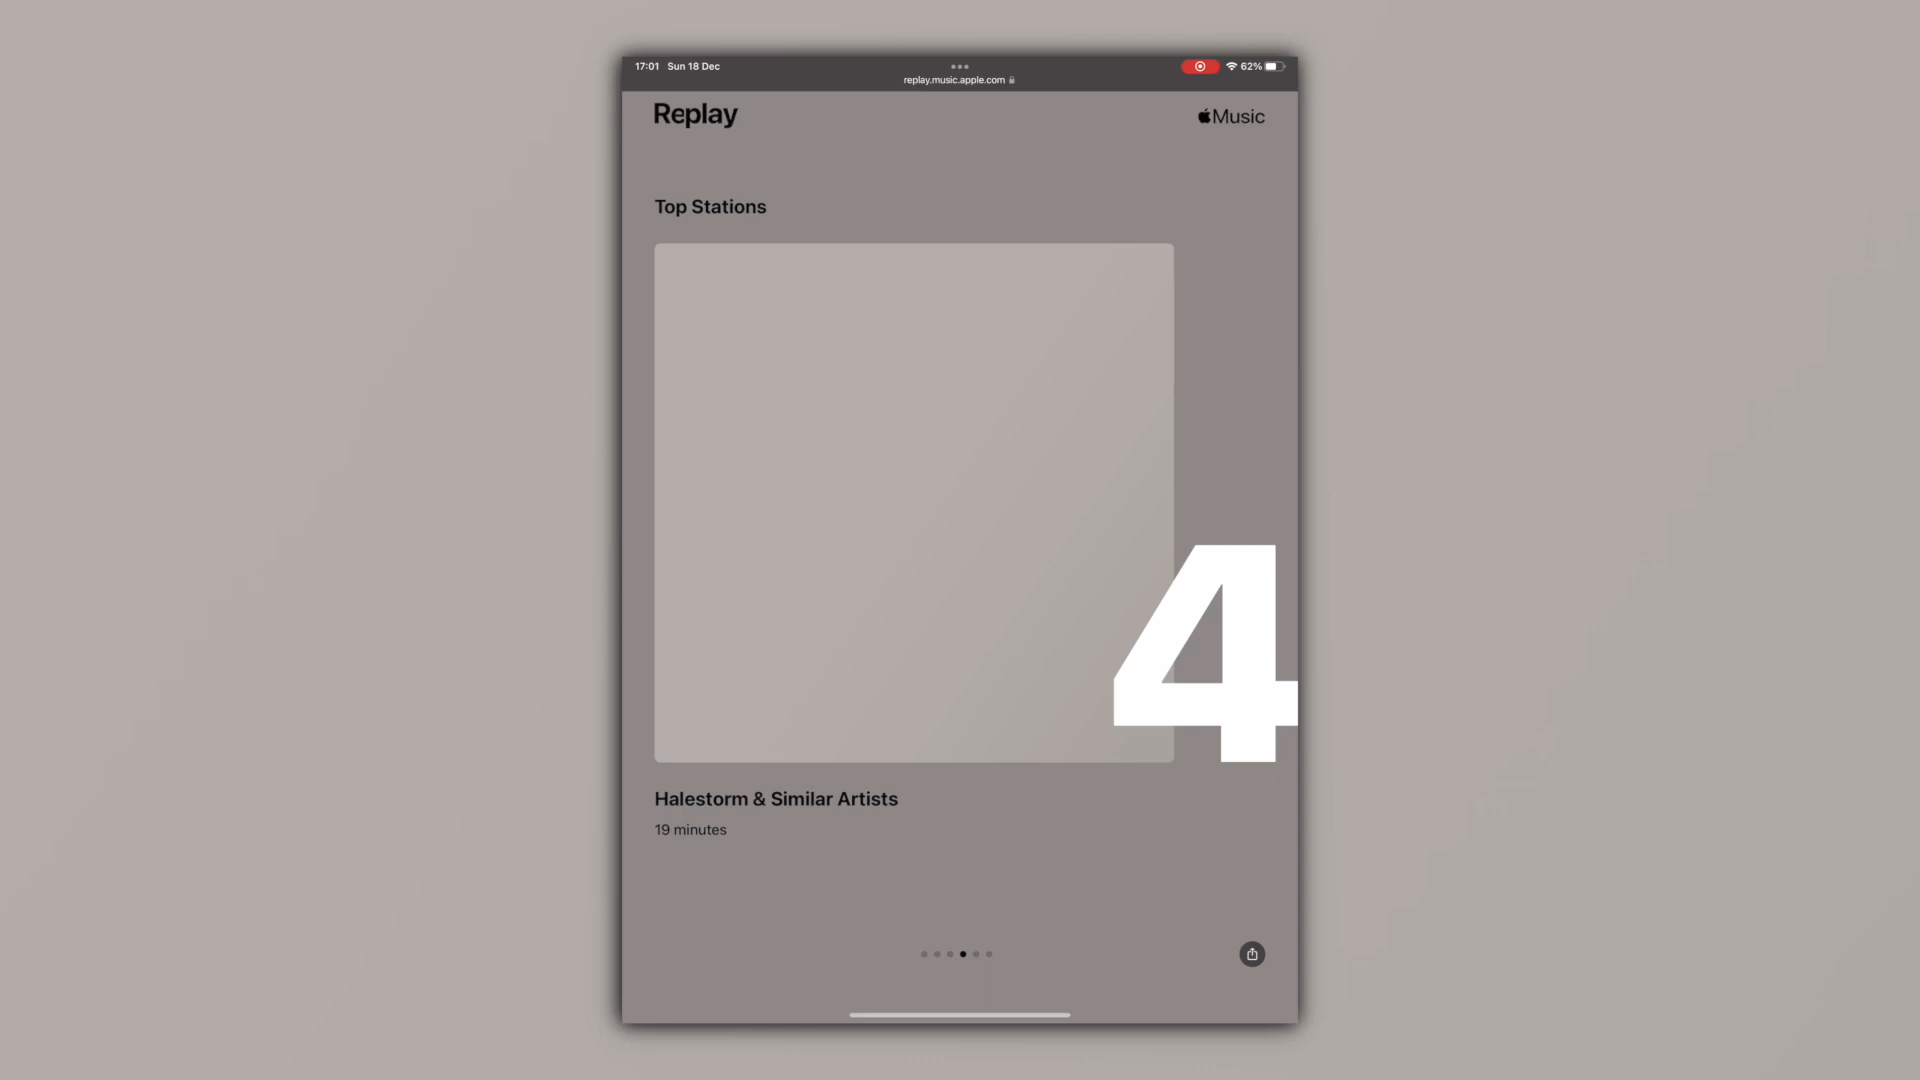 17:01 Sun 18 Dec
62%
replay.music.apple.com
Replay
Music
Top Stations
4
Halestorm & Similar Artists
19 minutes